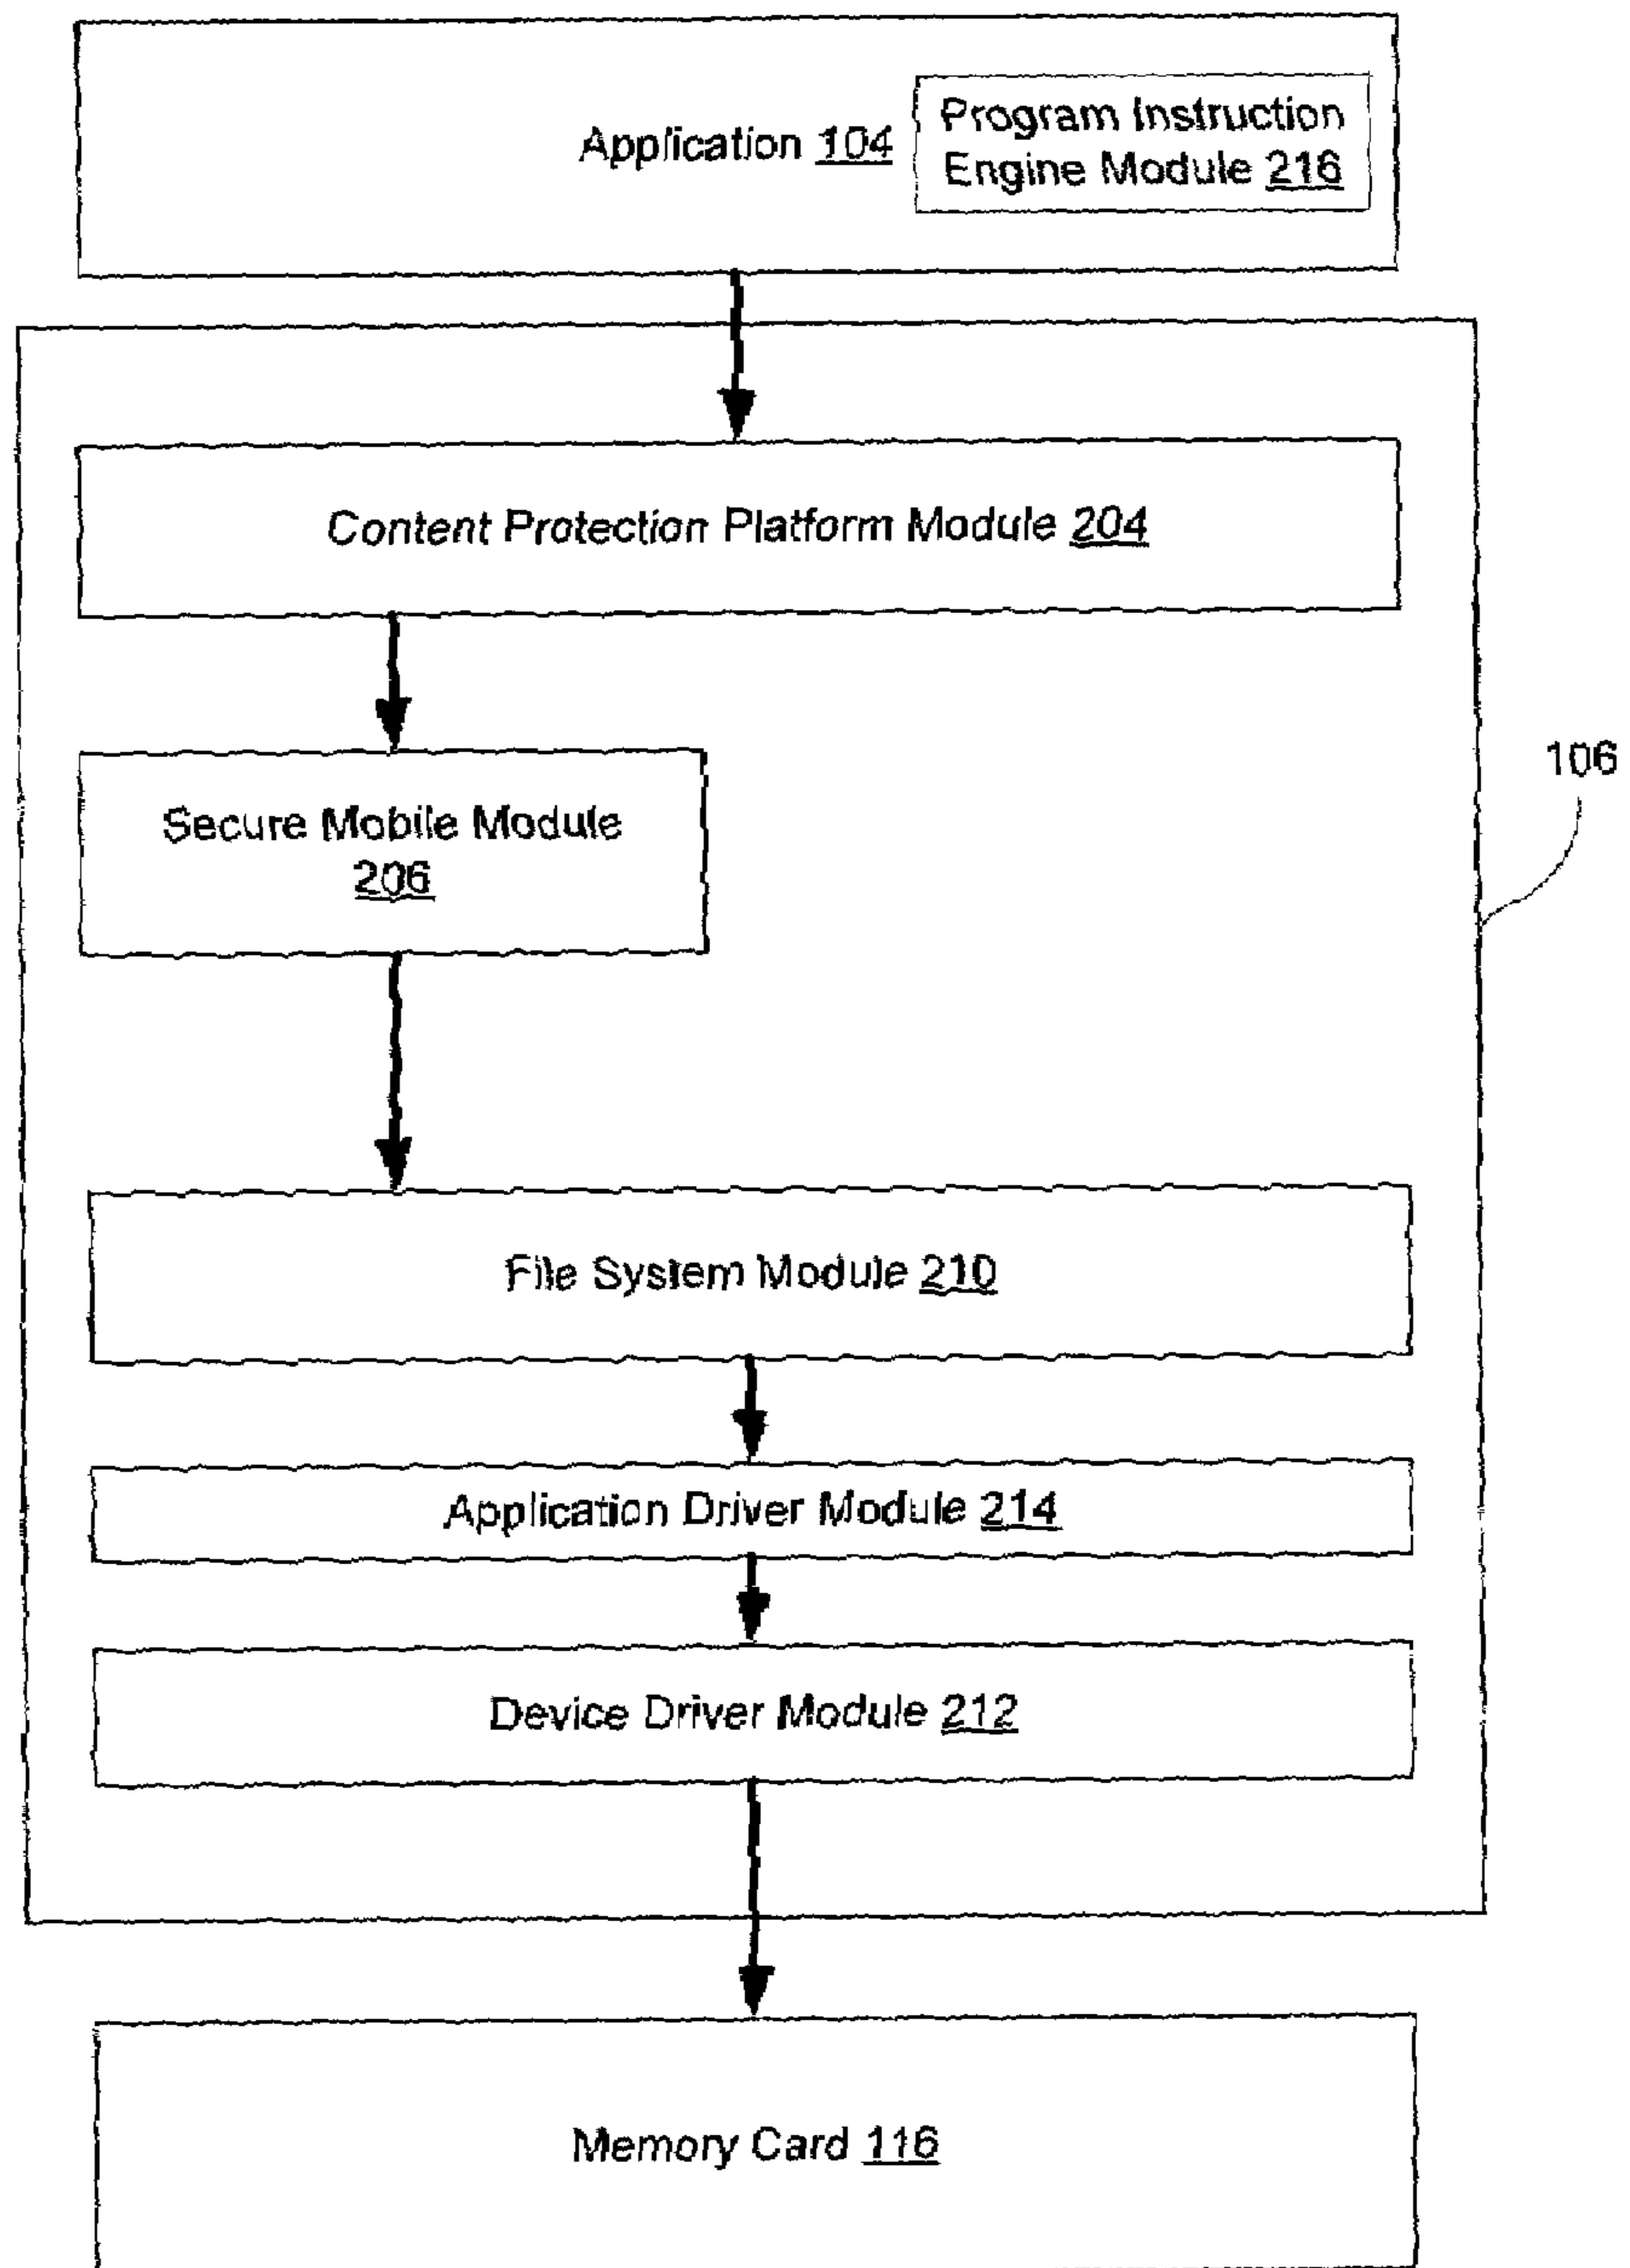 Application 104
Program Instruction
Engine Module 216
Content Protection Platform Module 204
Secure Mobile Module
206
106
File System Module 210
Application Driver Module 214
Device Driver Module 212
Memory Card 116